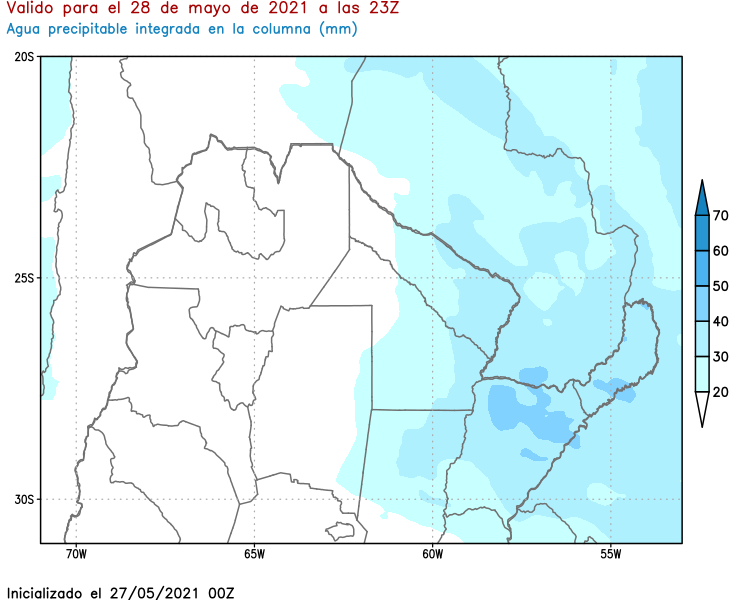 Valido para el 28 de mayo de 2021 a las 23Z
Agua precipitable integrada en la columna (mm)
20S
25S
30S
70W
65W
60W
55W
70
60
50
40
30
20
Inicializado el 27/05/2021 00Z